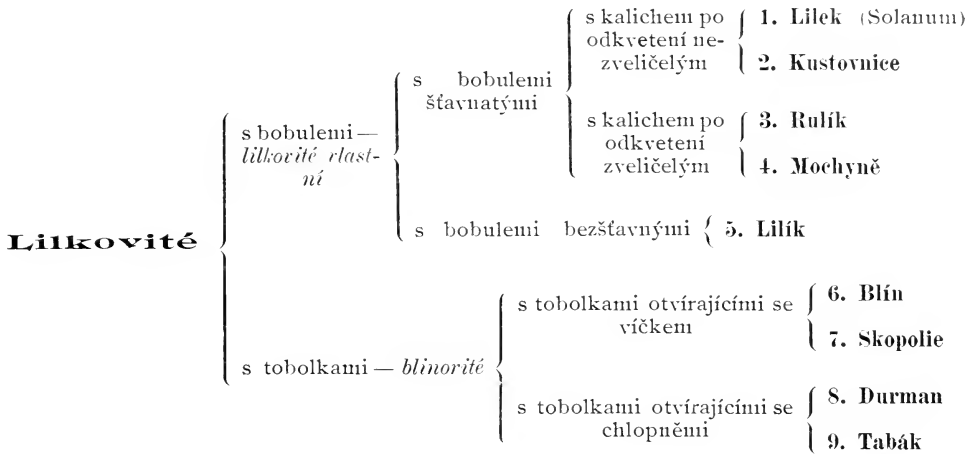 Lilkovité
s bobulemi —
lilkovité vlast-
ní
s bobulemi
šťavnatými
s kalichem po
odkvetení ne-
zveličelým
1. Lilek (Solanum)
2. Kustovnice
s kalichem po
odkvetení
zveličelým
3. Rulík
4. Mochyně
s bobulemi bezšťavnými
5. Lilík
s tobolkami — blinovité
s tobolkami otvírajícími se
víčkem
6. Blín
7. Skopolie
s tobolkami otvírajícími se
chlopněmi
8. Durman
9. Tabák